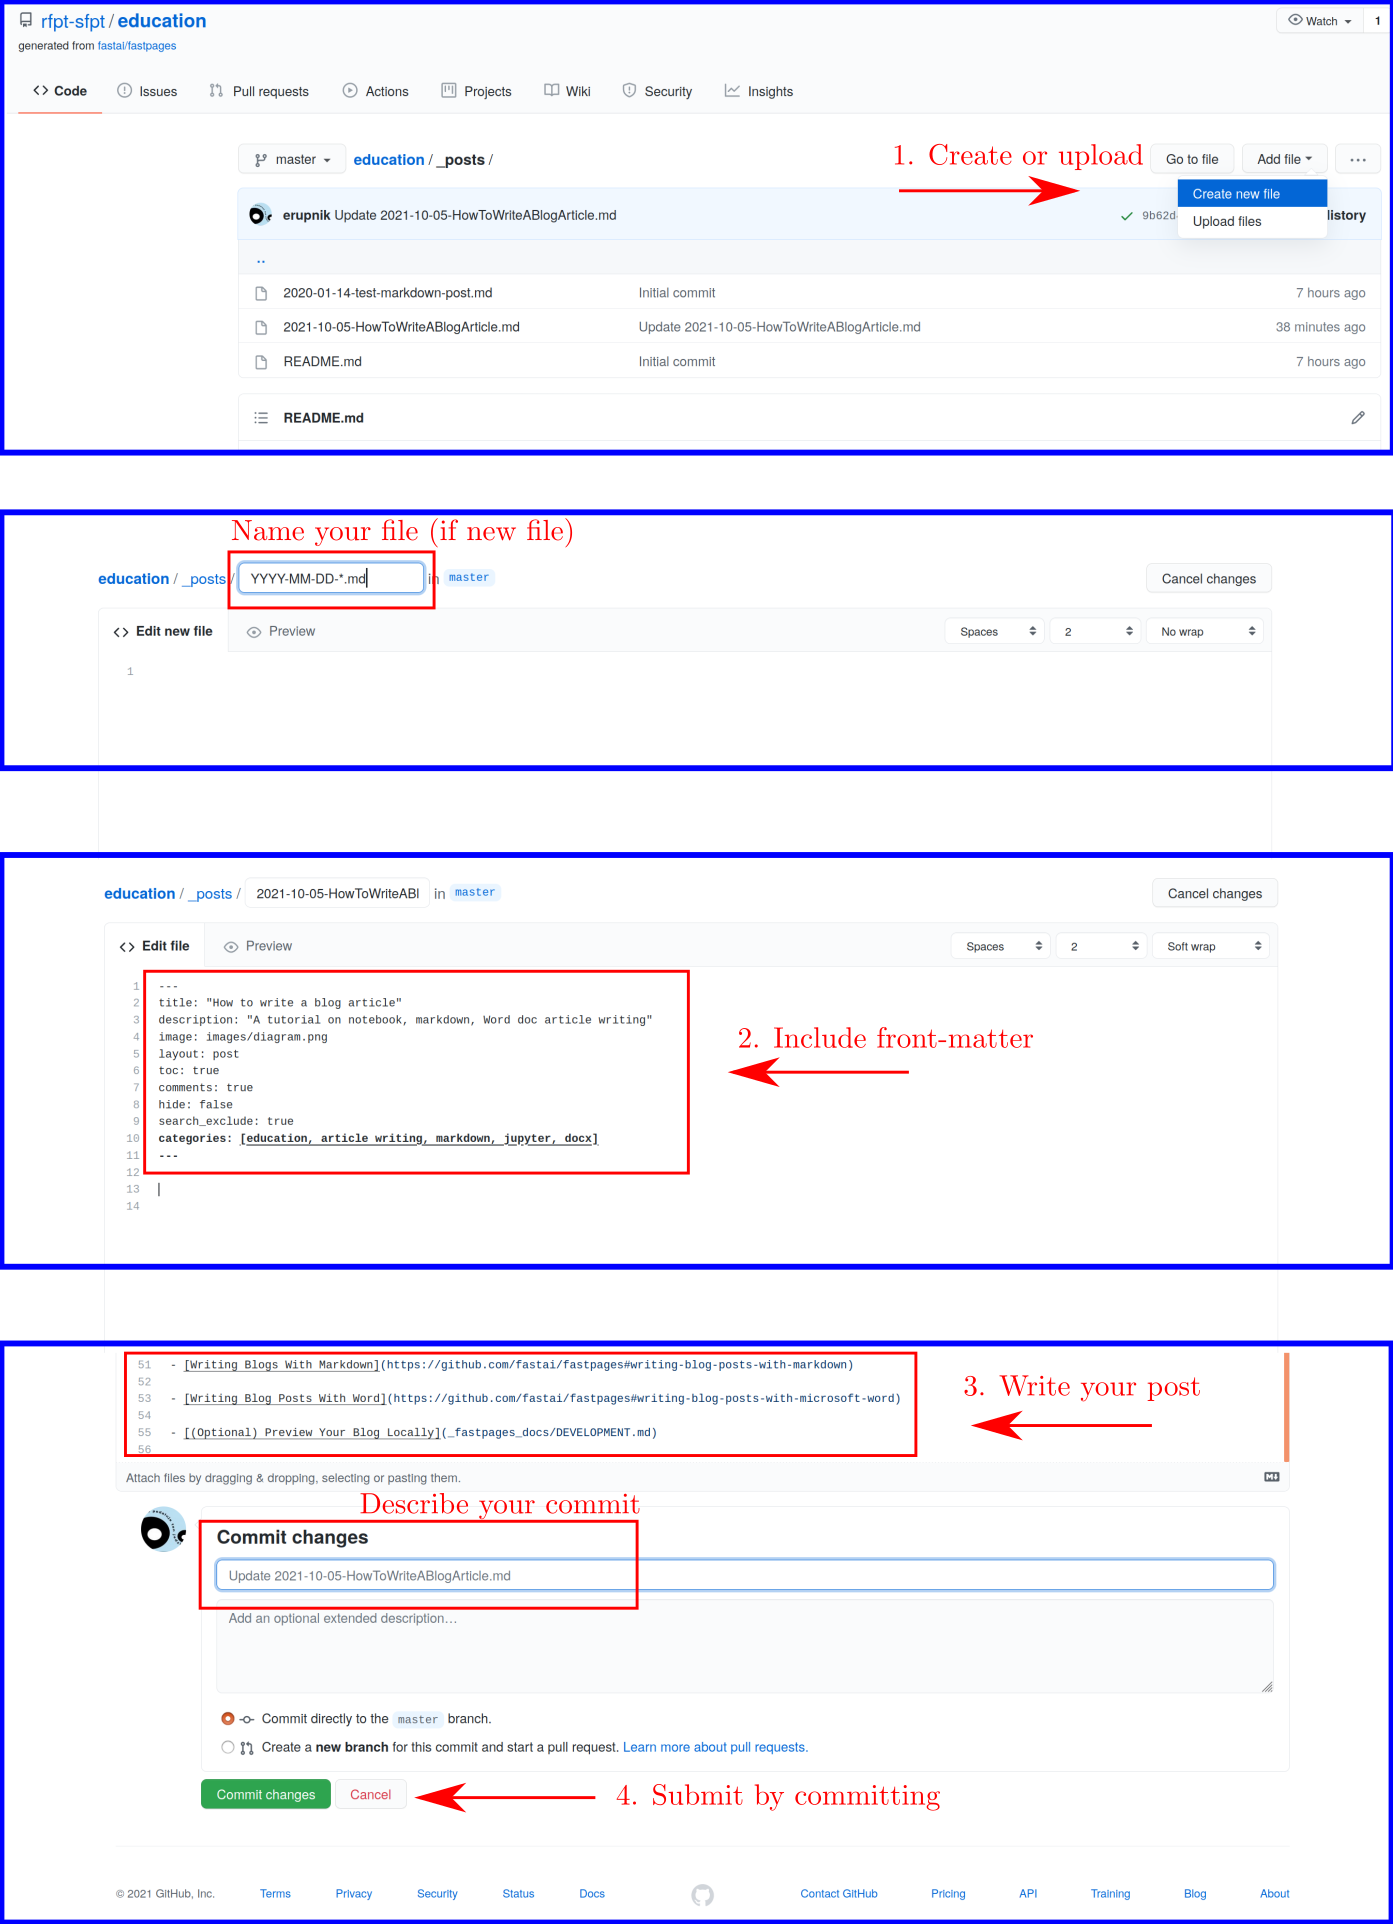 rfpt-sfpt / education
Watch 1
generated from fastai/fastpages
Code Issues Pull requests Actions Projects Wiki Security Insights
master education / _posts / 1. Create or upload Go to file Add file ...
Create new file
erupnik Update 2021-10-05-HowToWriteABlogArticle.md 9b62d listory
Upload files
..
2020-01-14-test-markdown-post.md Initial commit 7 hours ago
2021-10-05-HowToWriteABlogArticle.md Update 2021-10-05-HowToWriteABlogArticle.md 38 minutes ago
README.md Initial commit 7 hours ago
README.md
Name your file (if new file)
education / _posts / YYYY-MM-DD-*.md in master Cancel changes
<> Edit new file Preview Spaces 2 No wrap
1
education / _posts / 2021-10-05-HowToWriteABl in master Cancel changes
<> Edit file Preview Spaces 2 Soft wrap
1 ---
2 title: "How to write a blog article"
3 description: "A tutorial on notebook, markdown, Word doc article writing"
4 image: images/diagram.png
5 layout: post
6 toc: true
7 comments: true
8 hide: false
9 search_exclude: true
10 categories: [education, article writing, markdown, jupyter, docx]
11 ---
12
13
14
2. Include front-matter
51 - [Writing Blogs With Markdown](https://github.com/fastai/fastpages#writing-blog-posts-with-markdown)
52
53 - [Writing Blog Posts With Word](https://github.com/fastai/fastpages#writing-blog-posts-with-microsoft-word)
54
55 - [(Optional) Preview Your Blog Locally](_fastpages_docs/DEVELOPMENT.md)
56
3. Write your post
Attach files by dragging & dropping, selecting or pasting them.
Describe your commit
Commit changes
Update 2021-10-05-HowToWriteABlogArticle.md
Add an optional extended description...
Commit directly to the master branch.
Create a new branch for this commit and start a pull request. Learn more about pull requests.
Commit changes Cancel 4. Submit by committing
© 2021 GitHub, Inc. Terms Privacy Security Status Docs Contact GitHub Pricing API Training Blog About